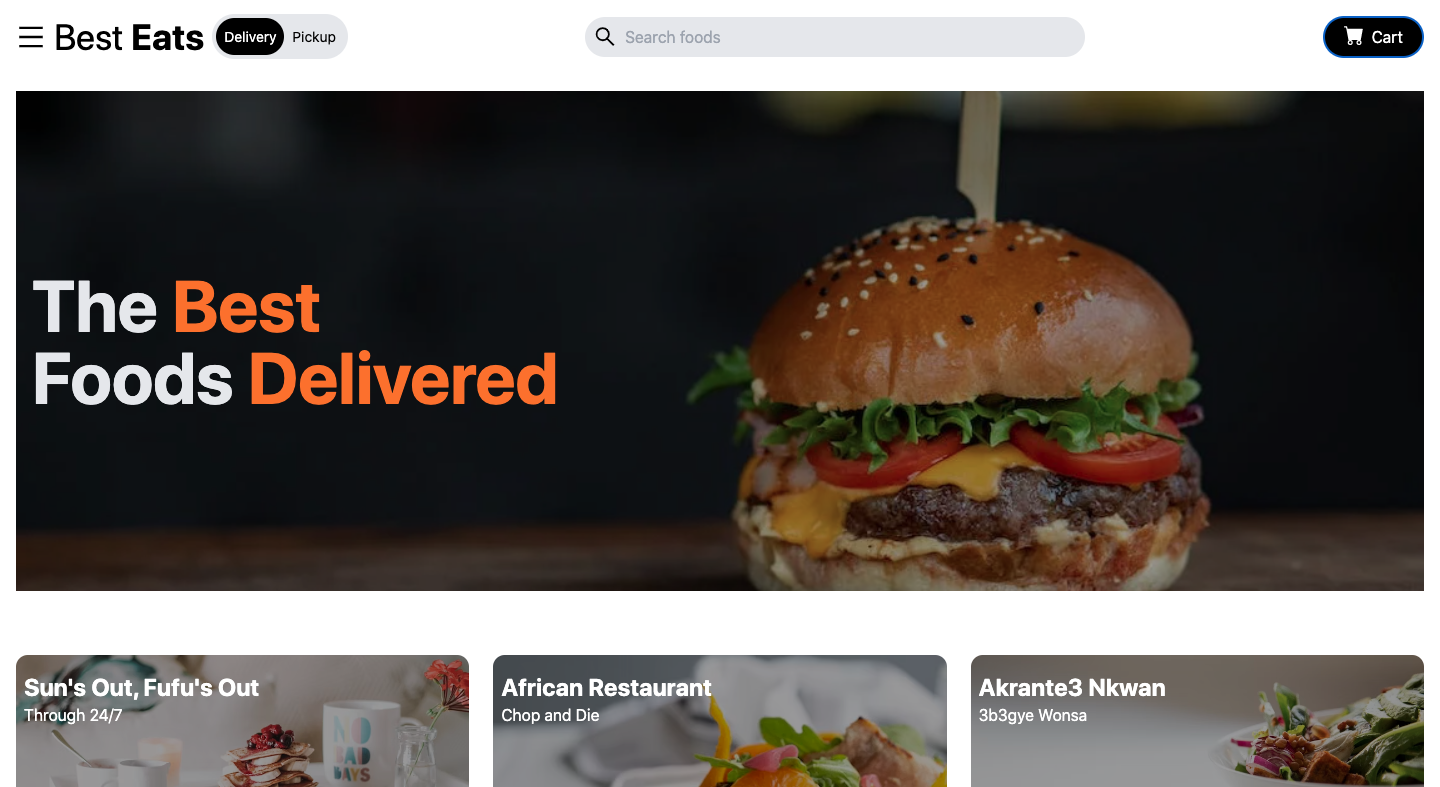 Best Eats
Delivery
Pickup
Search foods
Cart
The Best
Foods Delivered
Sun's Out, Fufu's Out
Through 24/7
African Restaurant
Chop and Die
Akrante3 Nkwan
3b3gye Wonsa
NO
BAD
DAYS